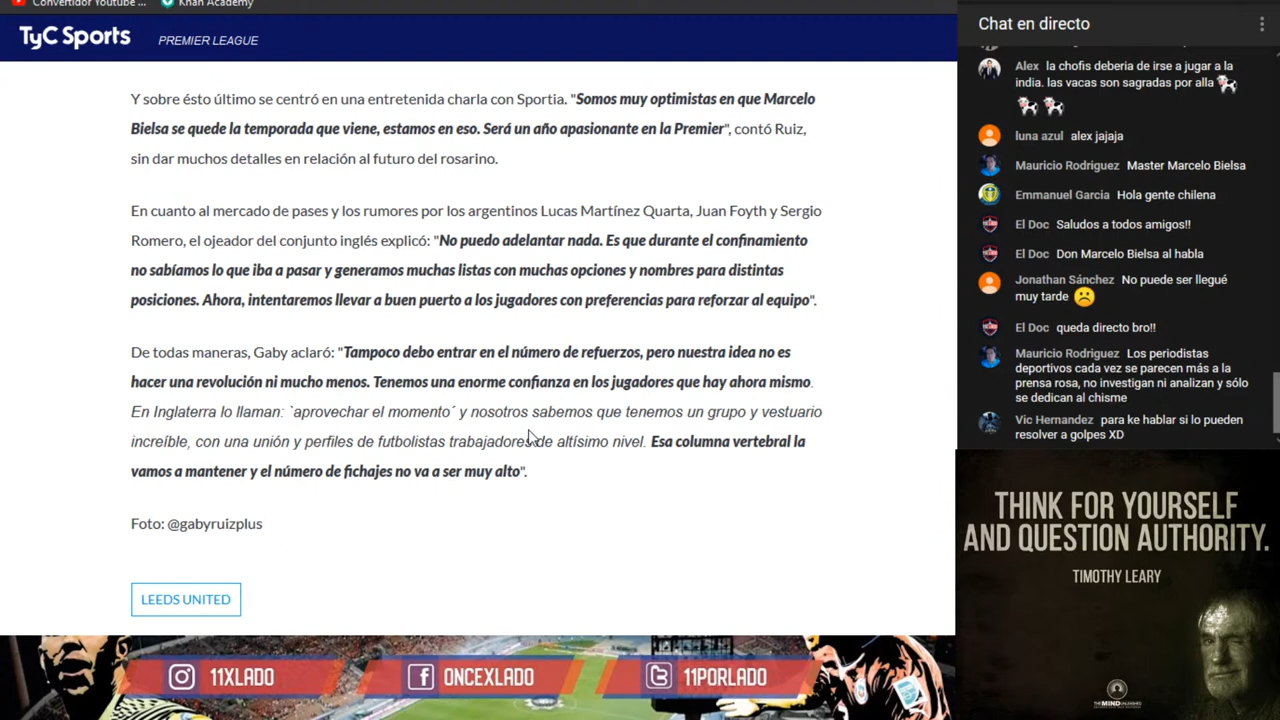 Convertidor Youtube ...
Khan Academy
TyC Sports
PREMIER LEAGUE
Y sobre ésto último se centró en una entretenida charla con Sportia. "Somos muy optimistas en que Marcelo
Bielsa se quede la temporada que viene, estamos en eso. Será un año apasionante en la Premier", contó Ruiz,
sin dar muchos detalles en relación al futuro del rosarino.
En cuanto al mercado de pases y los rumores por los argentinos Lucas Martínez Quarta, Juan Foyth y Sergio
Romero, el ojeador del conjunto inglés explicó: "No puedo adelantar nada. Es que durante el confinamiento
no sabíamos lo que iba a pasar y generamos muchas listas con muchas opciones y nombres para distintas
posiciones. Ahora, intentaremos llevar a buen puerto a los jugadores con preferencias para reforzar al equipo".
De todas maneras, Gaby aclaró: "Tampoco debo entrar en el número de refuerzos, pero nuestra idea no es
hacer una revolución ni mucho menos. Tenemos una enorme confianza en los jugadores que hay ahora mismo.
En Inglaterra lo llaman: `aprovechar el momento´ y nosotros sabemos que tenemos un grupo y vestuario
increíble, con una unión y perfiles de futbolistas trabajadores de altísimo nivel. Esa columna vertebral la
vamos a mantener y el número de fichajes no va a ser muy alto".
Foto: @gabyruizplus
LEEDS UNITED
11XLADO
ONCEXLADO
11PORLADO
Chat en directo
Alex la chofis deberia de irse a jugar a la
india. las vacas son sagradas por alla
luna azul alex jajaja
Mauricio Rodriguez Master Marcelo Bielsa
Emmanuel Garcia Hola gente chilena
El Doc Saludos a todos amigos!!
El Doc Don Marcelo Bielsa al habla
Jonathan Sánchez No puede ser llegué
muy tarde
El Doc queda directo bro!!
Mauricio Rodriguez Los periodistas
deportivos cada vez se parecen más a la
prensa rosa, no investigan ni analizan y sólo
se dedican al chisme
Vic Hernandez para ke hablar si lo pueden
resolver a golpes XD
THINK FOR YOURSELF
AND QUESTION AUTHORITY.
TIMOTHY LEARY
THEMINDUNLEASHED